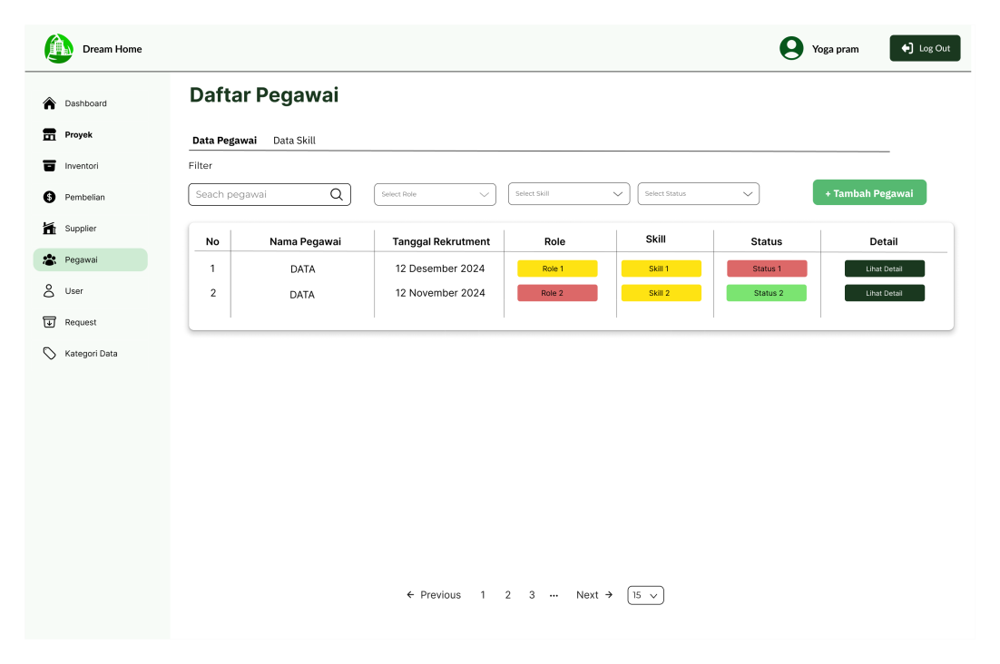 Dream Home
Yoga pram
Log Out
Dashboard
Proyek
Inventori
Pembelian
Supplier
Pegawai
User
Request
Kategori Data
Daftar Pegawai
Data Pegawai Data Skill
Filter
Seach pegawai Select Role Select Skill Select Status + Tambah Pegawai
No Nama Pegawai Tanggal Rekrutment Role Skill Status Detail
1 DATA 12 Desember 2024 Role 1 Skill 1 Status 1 Lihat Detail
2 DATA 12 November 2024 Role 2 Skill 2 Status 2 Lihat Detail
← Previous 1 2 3 ... Next → 15